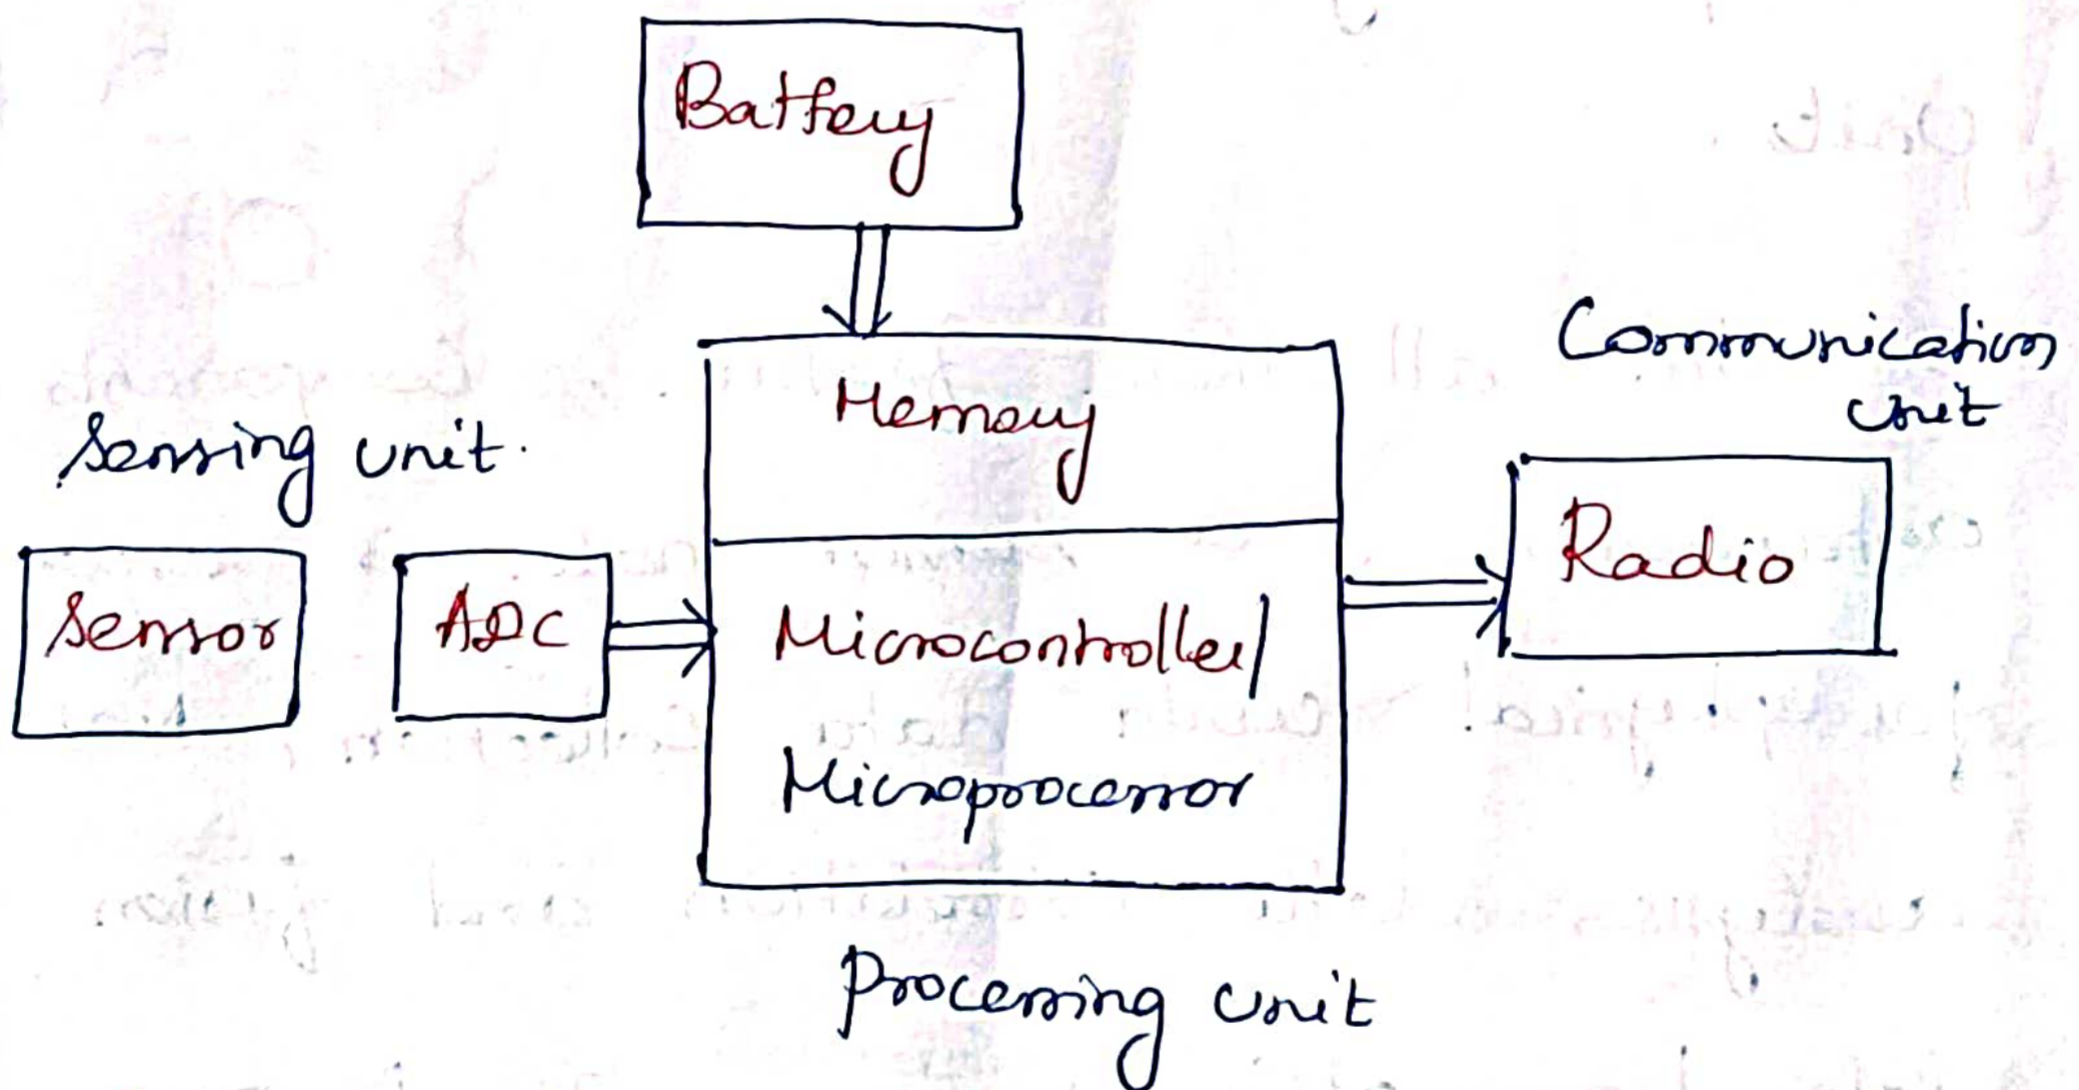 Battery
Communication
unit
Memory
Sensing unit.
Sensor
ADC
Radio
Microcontroller/
Microprocessor
Processing unit